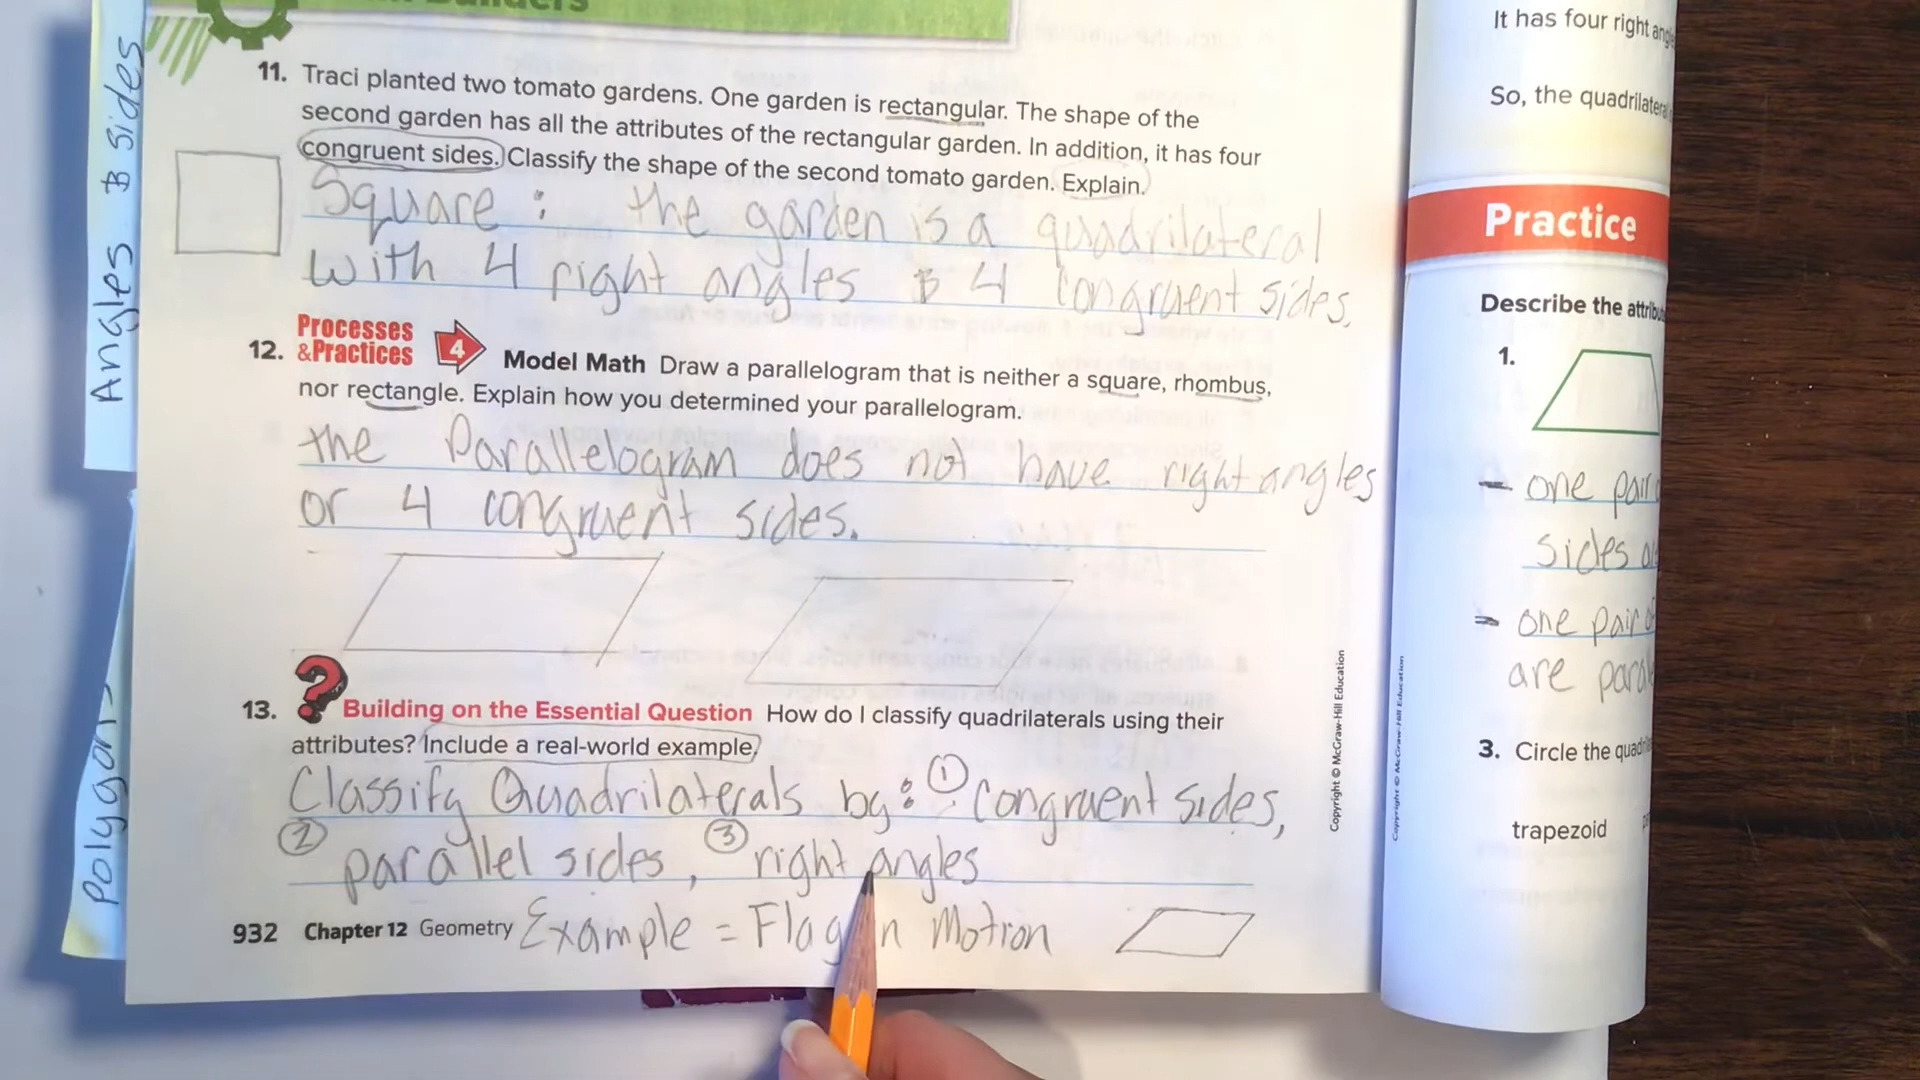 11. Traci planted two tomato gardens. One garden is rectangular. The shape of the
second garden has all the attributes of the rectangular garden. In addition, it has four
congruent sides. Classify the shape of the second tomato garden. Explain.
Square : the garden is a quadrilateral
with 4 right angles & 4 congruent sides.
12. Processes
&Practices 4 Model Math Draw a parallelogram that is neither a square, rhombus,
nor rectangle. Explain how you determined your parallelogram.
the Parallelogram does not have right angles
or 4 congruent sides.
13. ? Building on the Essential Question How do I classify quadrilaterals using their
attributes? Include a real-world example.
Classify Quadrilaterals by: ① congruent sides,
② parallel sides, ③ right angles
932 Chapter 12 Geometry Example = Flag in Motion
Copyright © McGraw-Hill Education
Angles & Sides
Polygons
It has four right
So, the
Practice
Describe the
1.
- one pair
sides
- one pair
are
3. Circle the
trapezoid
Copyright © McGraw-Hill Education